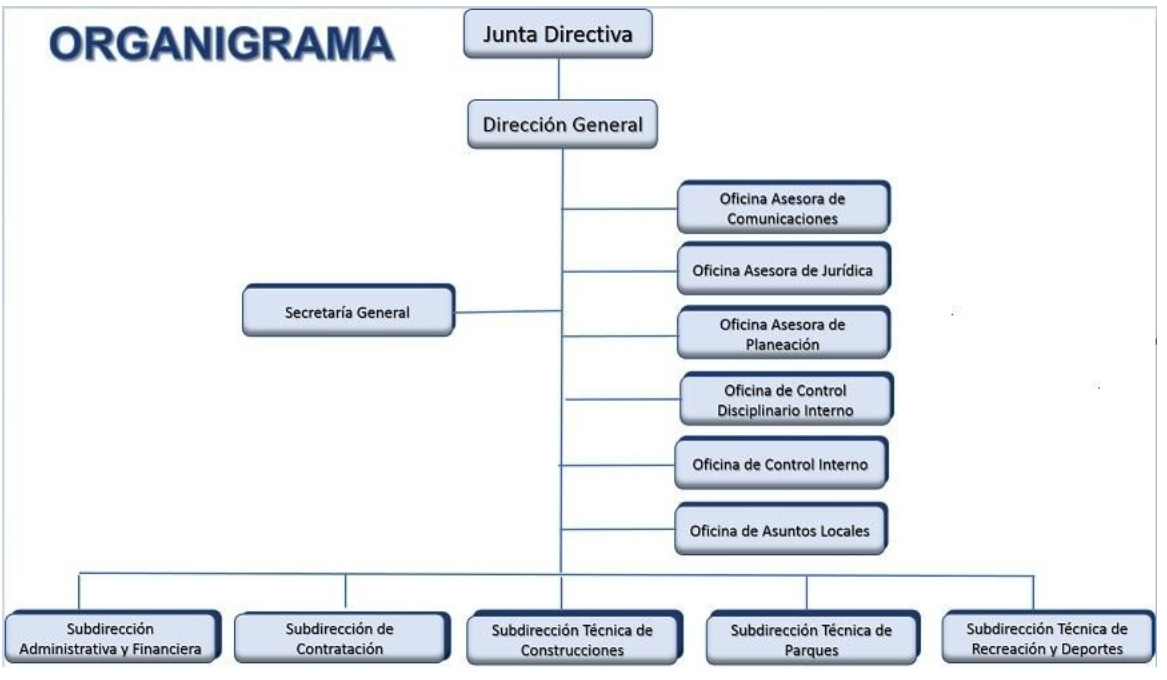 ORGANIGRAMA
Junta Directiva
Dirección General
Oficina Asesora de
Comunicaciones
Oficina Asesora de Jurídica
Secretaría General
Oficina Asesora de
Planeación
Oficina de Control
Disciplinario Interno
Oficina de Control Interno
Oficina de Asuntos Locales
Subdirección
Administrativa y Financiera
Subdirección de
Contratación
Subdirección Técnica de
Construcciones
Subdirección Técnica de
Parques
Subdirección Técnica de
Recreación y Deportes